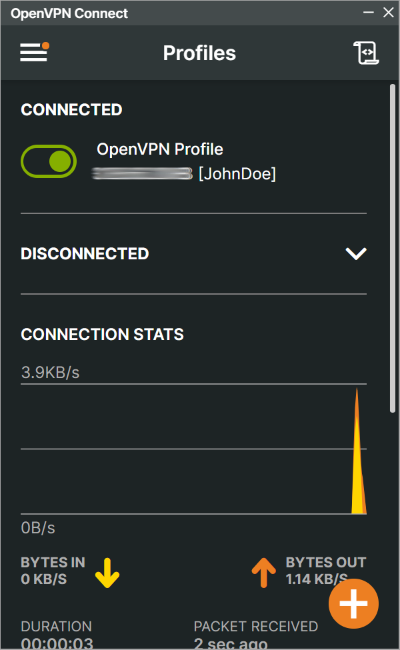 OpenVPN Connect
Profiles
CONNECTED
OpenVPN Profile
[JohnDoe]
DISCONNECTED
CONNECTION STATS
3.9KB/s
0B/s
BYTES IN
0 KB/S
BYTES OUT
1.14 KB/S
DURATION
00:00:03
PACKET RECEIVED
2 sec ago